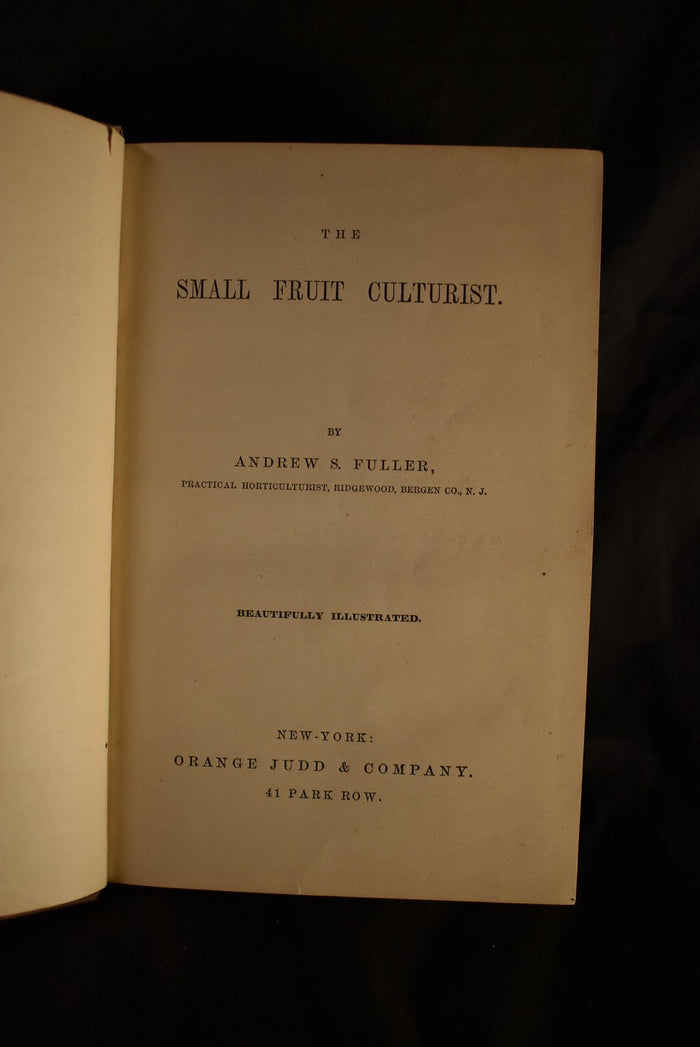 THE
SMALL FRUIT CULTURIST.
BY
ANDREW S. FULLER,
PRACTICAL HORTICULTURIST, RIDGEWOOD, BERGEN CO., N. J.
BEAUTIFULLY ILLUSTRATED.
NEW-YORK:
ORANGE JUDD & COMPANY.
41 PARK ROW.